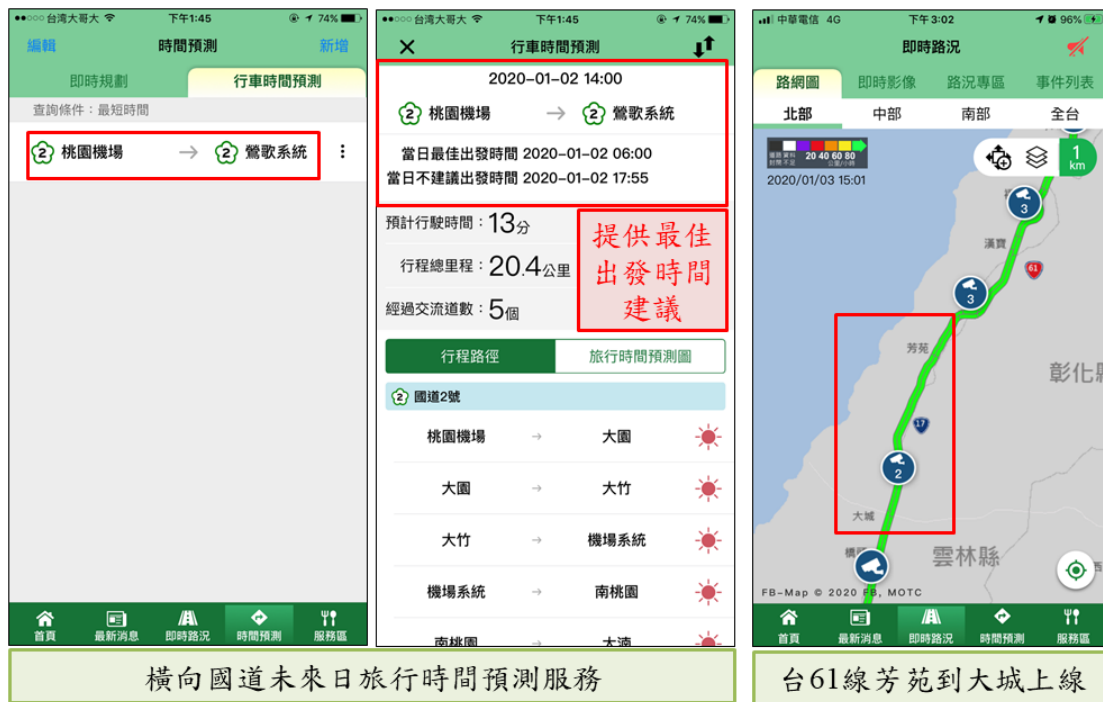 台灣大哥大 下午1:45 74%
編輯 時間預測 新增
即時規劃 行車時間預測
查詢條件：最短時間
2 桃園機場 → 2 鶯歌系統
首頁 最新消息 即時路況 時間預測 服務區
台灣大哥大 下午1:45 74%
行車時間預測
2020-01-02 14:00
2 桃園機場 → 2 鶯歌系統
當日最佳出發時間 2020-01-02 06:00
當日不建議出發時間 2020-01-02 17:55
預計行駛時間：13分
行程總里程：20.4公里
經過交流道數：5個
提供最佳
出發時間
建議
行程路徑 旅行時間預測圖
2 國道2號
桃園機場 → 大園
大園 → 大竹
大竹 → 機場系統
機場系統 → 南桃園
南桃園 大湳
橫向國道未來日旅行時間預測服務
中華電信 4G 下午3:02 96%
即時路況
路網圖 即時影像 路況專區 事件列表
北部 中部 南部 全台
20 40 60 80
公里/小時
1
km
2020/01/03 15:01
3
漢寶
61
3
芳苑
彰化縣
17
2
大城
雲林縣
FB-Map © 2020 FB, MOTC
首頁 最新消息 即時路況 時間預測 服務區
台61線芳苑到大城上線